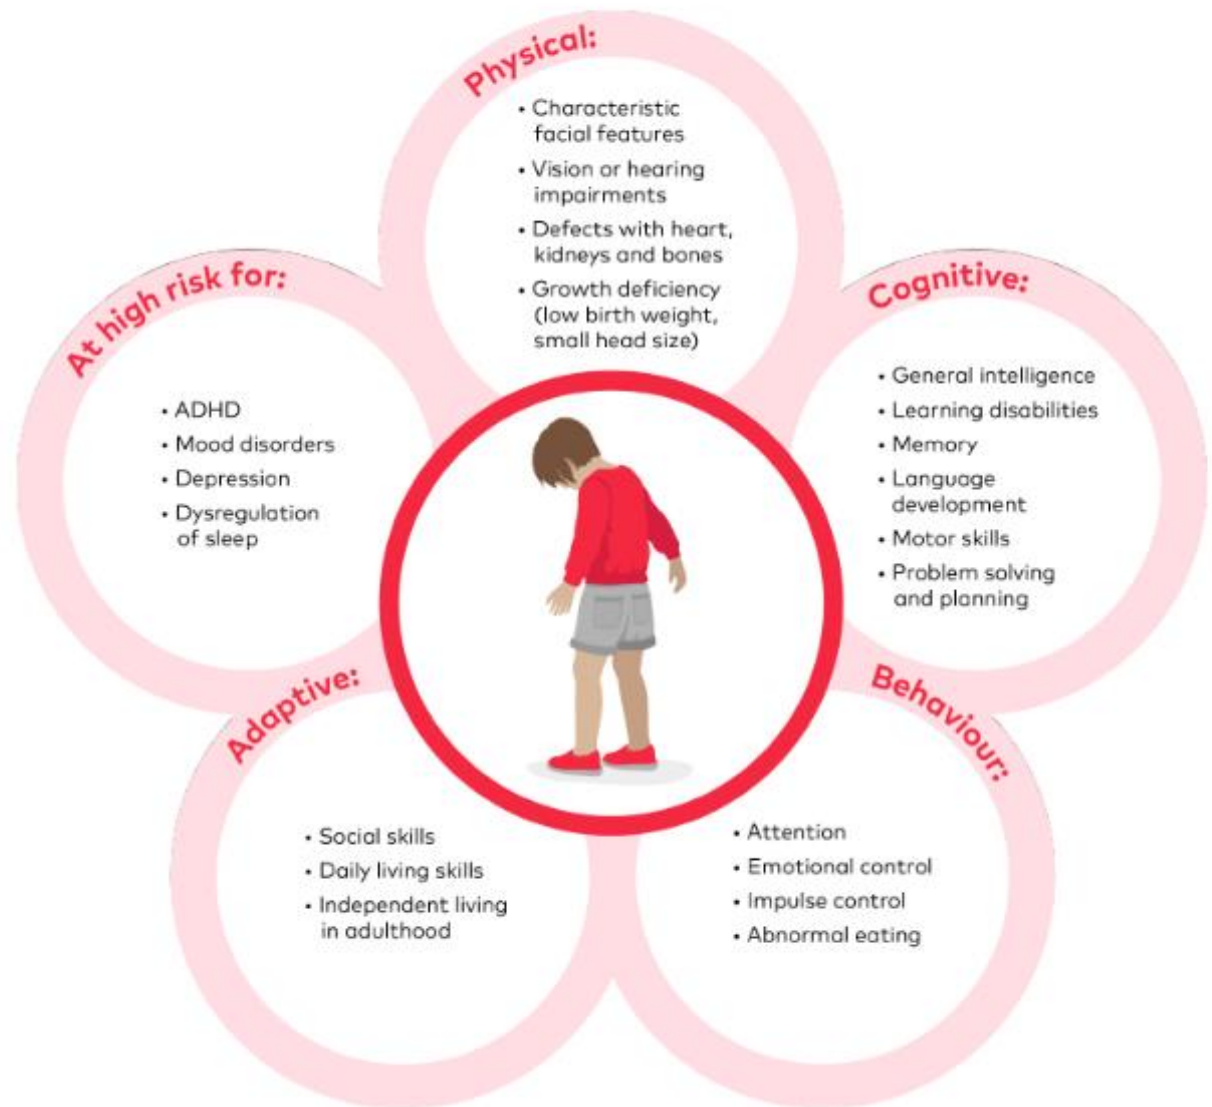 Physical:
• Characteristic
facial features
• Vision or hearing
impairments
• Defects with heart,
kidneys and bones
• Growth deficiency
(low birth weight,
small head size)
At high risk for:
• ADHD
• Mood disorders
• Depression
• Dysregulation
of sleep
Cognitive:
• General intelligence
• Learning disabilities
• Memory
• Language
development
• Motor skills
• Problem solving
and planning
Adaptive:
• Social skills
• Daily living skills
• Independent living
in adulthood
Behaviour:
• Attention
• Emotional control
• Impulse control
• Abnormal eating